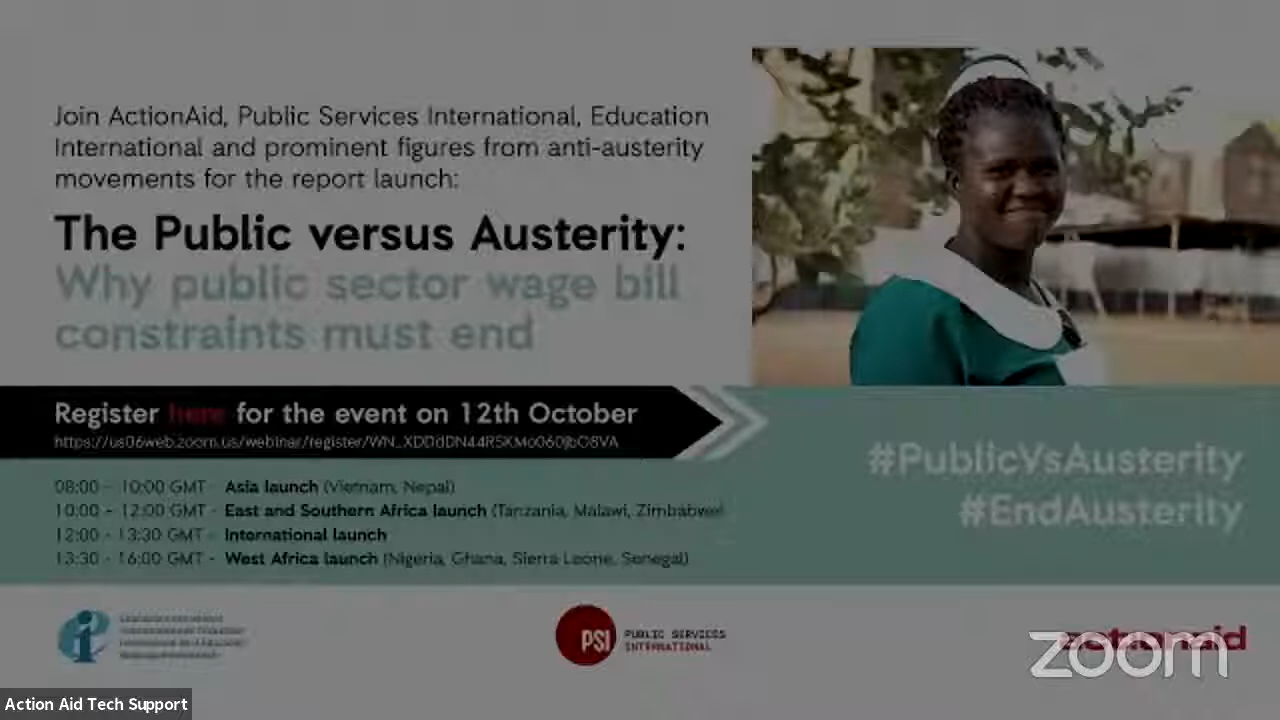 Join ActionAid, Public Services International, Education
International and prominent figures from anti-austerity
movements for the report launch:
The Public versus Austerity:
Why public sector wage bill
constraints must end
Register here for the event on 12th October
#PublicVsAusterity
#EndAusterity
08:00 - 10:00 GMT - Asia launch (Vietnam, Nepal)
10:00 - 12:00 GMT - East and Southern Africa launch (Tanzania, Malawi, Zimbabwe)
12:00 - 13:30 GMT - International launch
13:30 - 16:00 GMT - West Africa launch (Nigeria, Ghana, Sierra Leone, Senegal)
PSI PUBLIC SERVICES
INTERNATIONAL
actionaid
zoom
Action Aid Tech Support